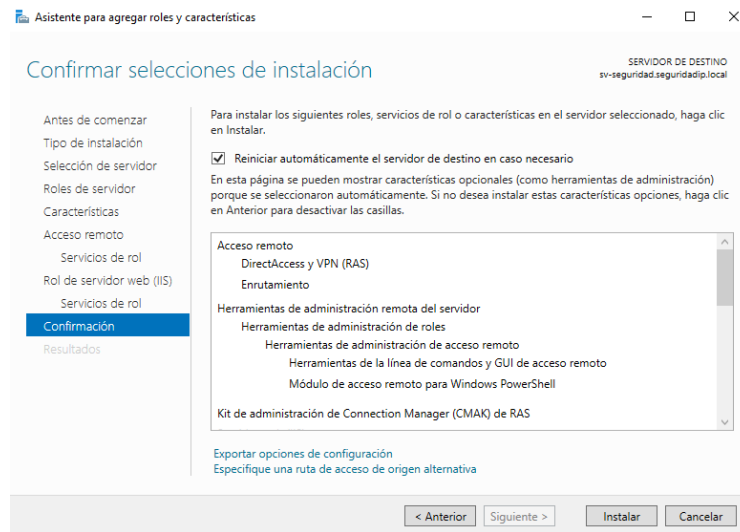 Asistente para agregar roles y características
Confirmar selecciones de instalación
SERVIDOR DE DESTINO
sv-seguridad.seguridadip.local
Antes de comenzar
Tipo de instalación
Selección de servidor
Roles de servidor
Características
Acceso remoto
Servicios de rol
Rol de servidor web (IIS)
Servicios de rol
Confirmación
Resultados
Para instalar los siguientes roles, servicios de rol o características en el servidor seleccionado, haga clic
en Instalar.
Reiniciar automáticamente el servidor de destino en caso necesario
En esta página se pueden mostrar características opcionales (como herramientas de administración)
porque se seleccionaron automáticamente. Si no desea instalar estas características opciones, haga clic
en Anterior para desactivar las casillas.
Acceso remoto
DirectAccess y VPN (RAS)
Enrutamiento
Herramientas de administración remota del servidor
Herramientas de administración de roles
Herramientas de administración de acceso remoto
Herramientas de la línea de comandos y GUI de acceso remoto
Módulo de acceso remoto para Windows PowerShell
Kit de administración de Connection Manager (CMAK) de RAS
Exportar opciones de configuración
Especifique una ruta de acceso de origen alternativa
< Anterior
Siguiente >
Instalar
Cancelar